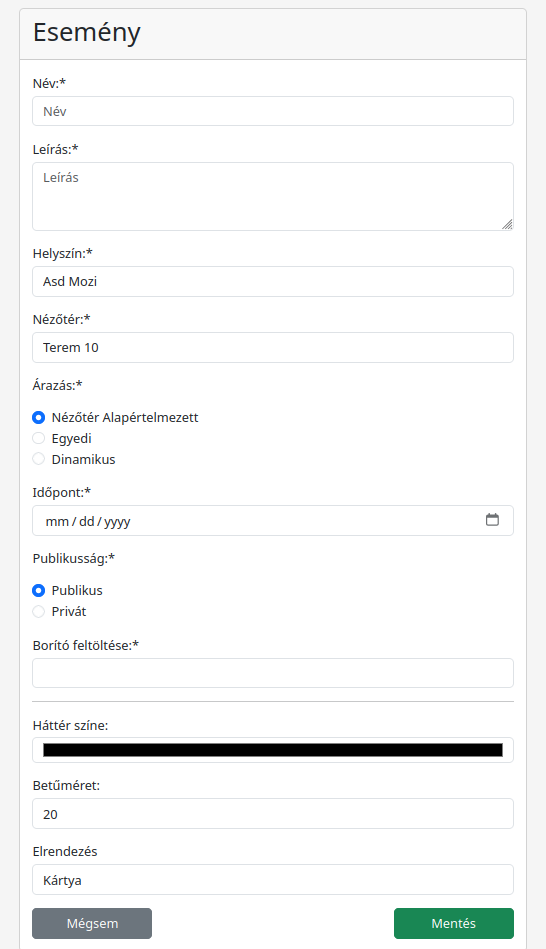 Esemény
Név:*
Név
Leírás:*
Leírás
Helyszín:*
Asd Mozi
Nézőtér:*
Terem 10
Árazás:*
Nézőtér Alapértelmezett
Egyedi
Dinamikus
Időpont:*
mm/dd/yyyy
Publikusság:*
Publikus
Privát
Borító feltöltése:*
Háttér színe:
Betűméret:
20
Elrendezés
Kártya
Mégsem Mentés